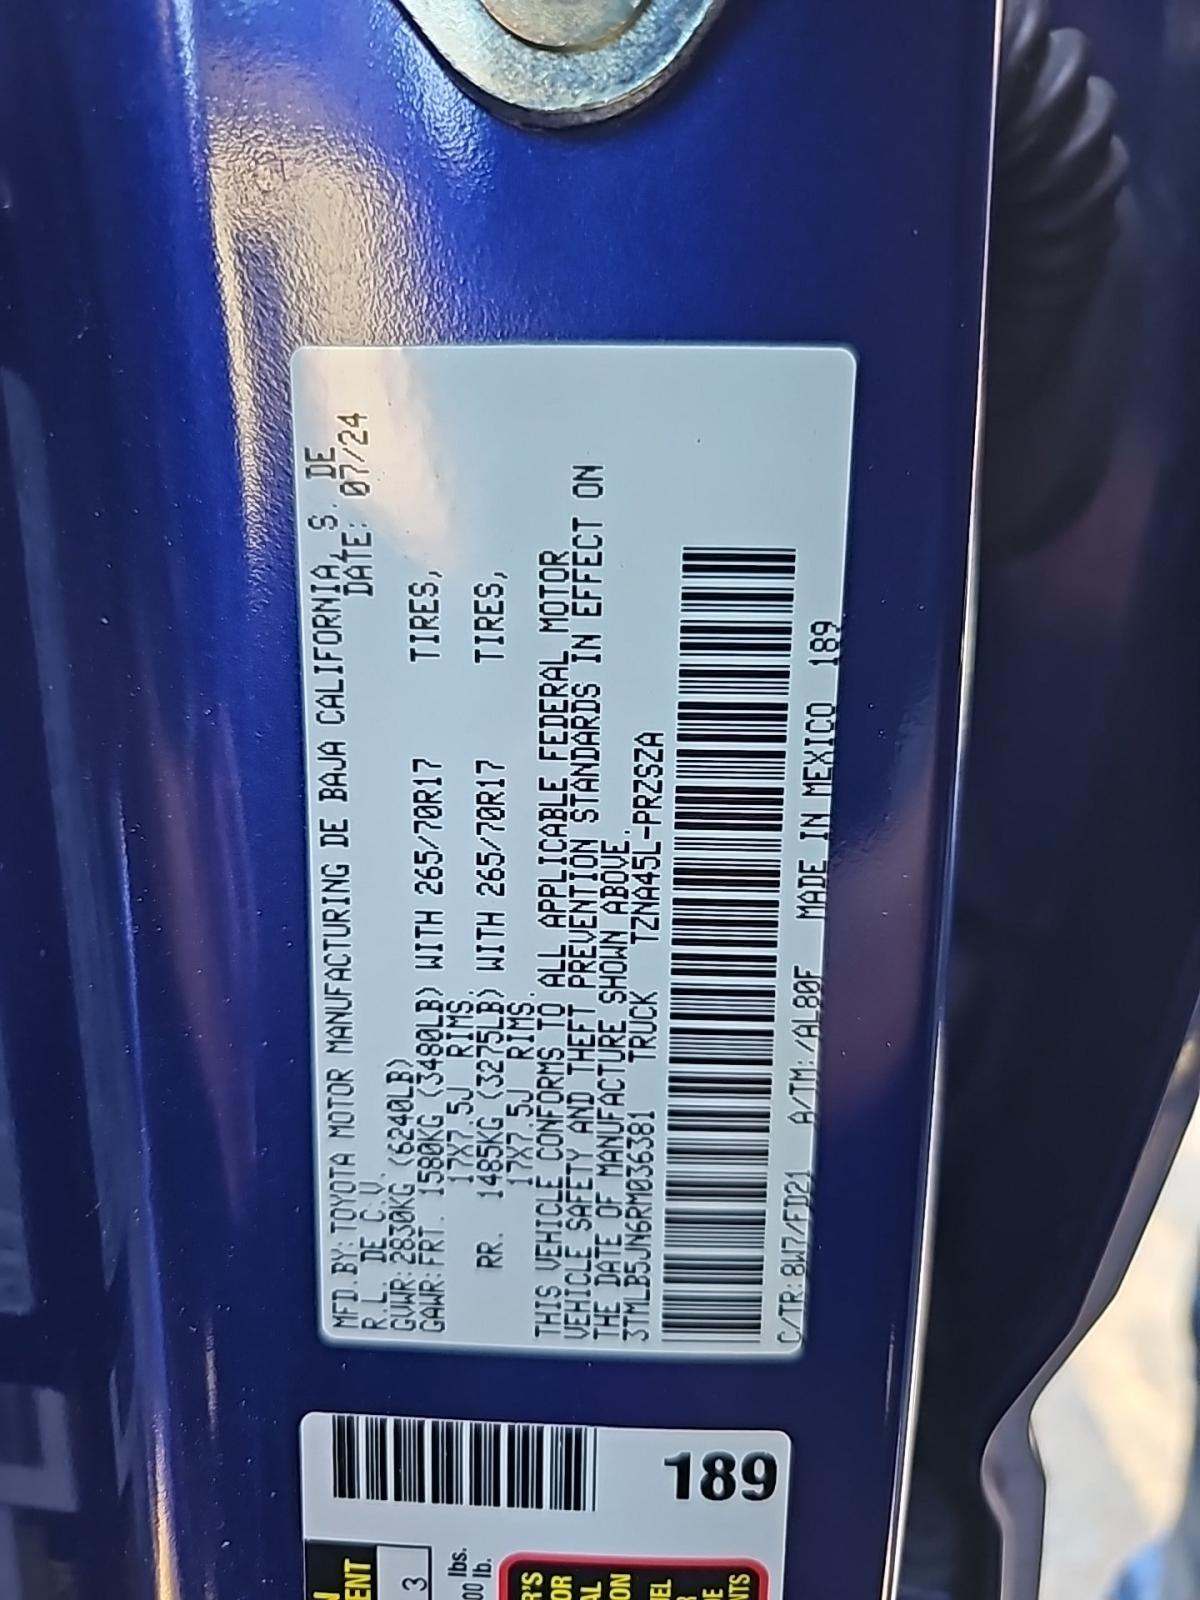 MFD.BY:TOYOTA MOTOR MANUFACTURING DE BAJA CALIFORNIA, S. DE
R.L. DE C.V. DATE: 07/24
GVWR:2830KG (6240LB)
GAWR:FRT. 1580KG (3480LB) WITH 265/70R17 TIRES,
17X7.5J RIMS.
RR. 1485KG (3275LB) WITH 265/70R17 TIRES,
17X7.5J RIMS.
THIS VEHICLE CONFORMS TO ALL APPLICABLE FEDERAL MOTOR
VEHICLE SAFETY AND THEFT PREVENTION STANDARDS IN EFFECT ON
THE DATE OF MANUFACTURE SHOWN ABOVE.
3TMLB5JN6RM036381 TRUCK TZNA45L-PRZSZA
C/TR:8W7/FD21 A/TM:/AL80F MADE IN MEXICO 189
189
3
lbs.
lb.